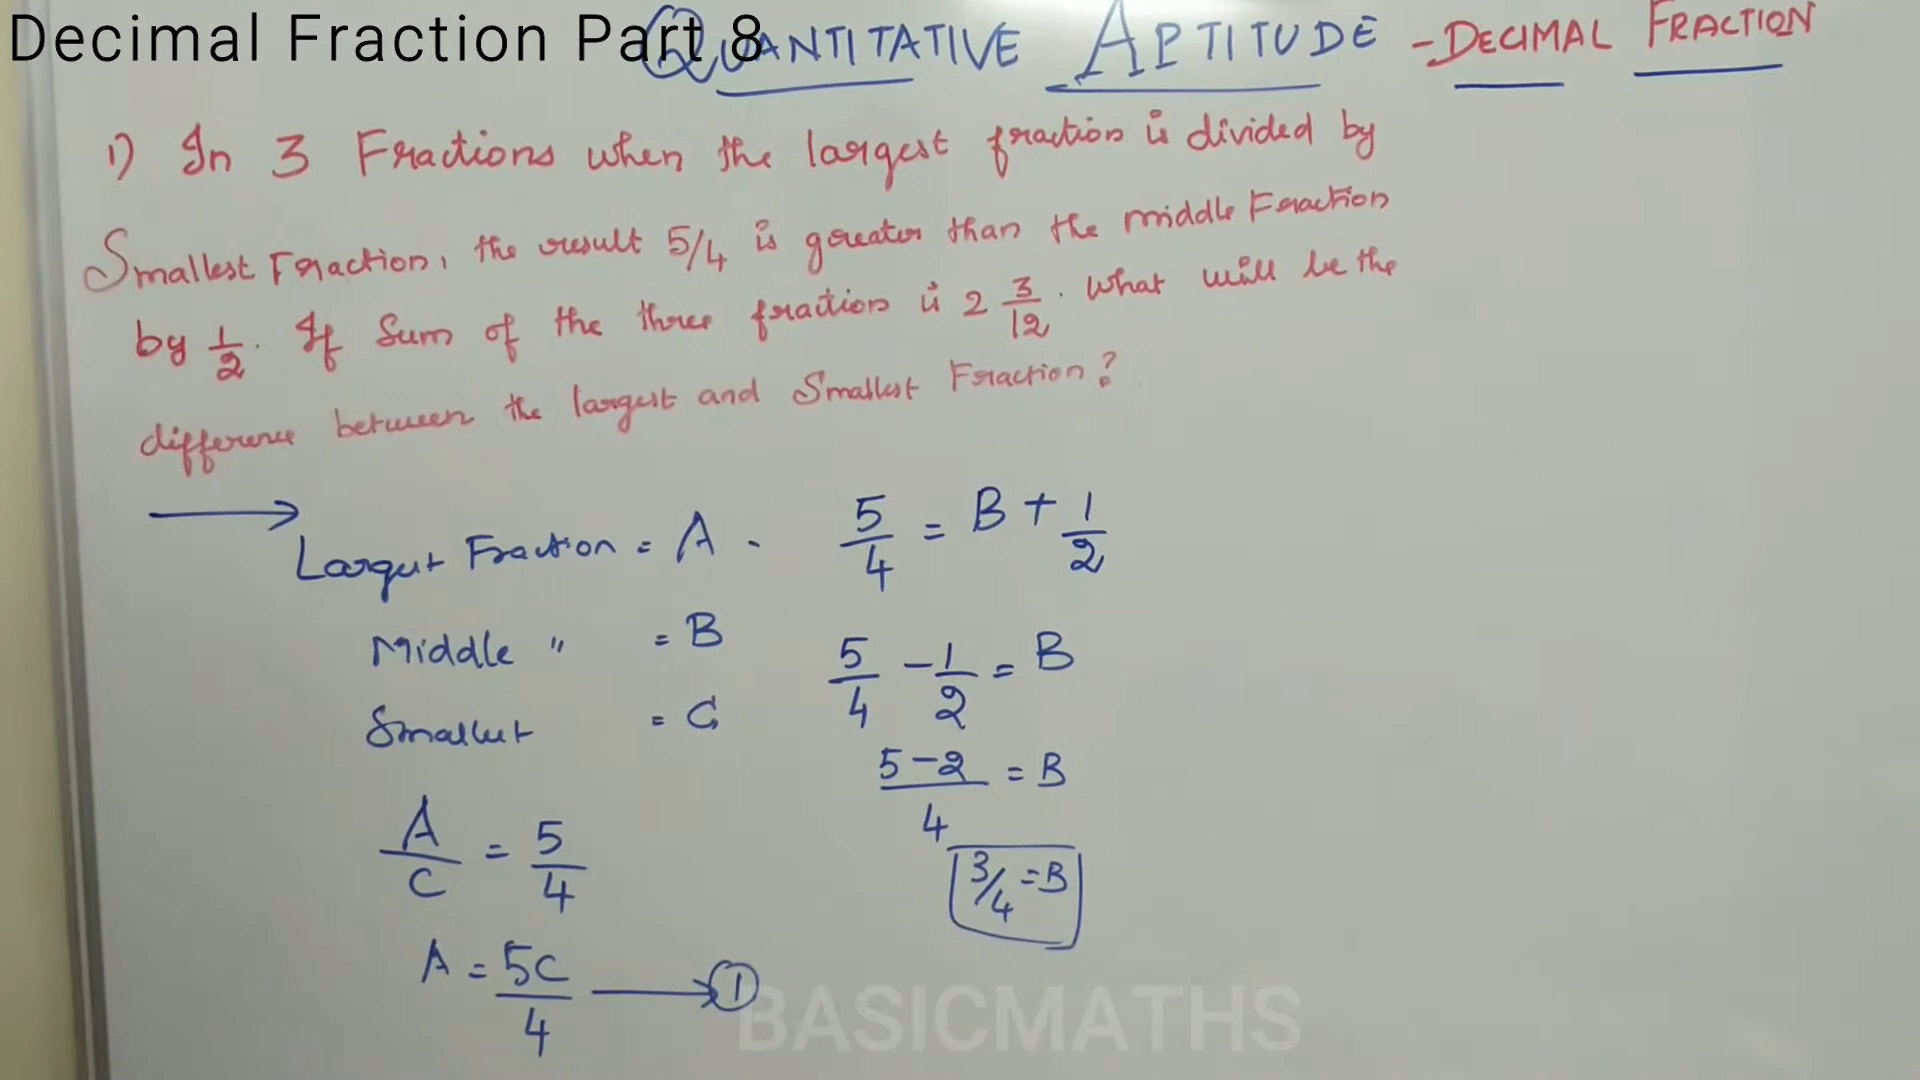 Decimal Fraction Part 8
QUANTITATIVE APTITUDE - DECIMAL FRACTION
1) In 3 Fractions when the largest fraction is divided by
Smallest Fraction, the result 5/4 is greater than the middle Fraction
by 1/2. If Sum of the three fraction is 2 3/12. What will be the
difference between the largest and Smallest Fraction?
Largest Fraction = A.
Middle " = B
Smallest = C
A/C = 5/4
A = 5C/4 → ①
5/4 = B + 1/2
5/4 - 1/2 = B
5-2/4 = B
3/4 = B
BASICMATHS